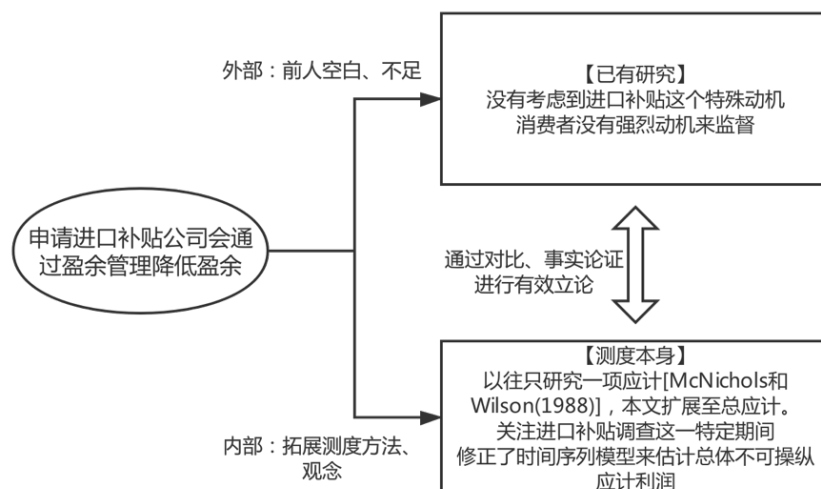 外部：前人空白、不足
【已有研究】
没有考虑到进口补贴这个特殊动机
消费者没有强烈动机来监督
申请进口补贴公司会通
过盈余管理降低盈余
通过对比、事实论证
进行有效立论
【测度本身】
以往只研究一项应计[McNichols和
Wilson(1988)]，本文扩展至总应计。
关注进口补贴调查这一特定期间
修正了时间序列模型来估计总体不可操纵
应计利润
内部：拓展测度方法、
观念